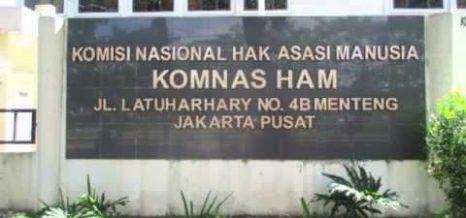 KOMISI NASIONAL HAK ASASI MANUSIA
KOMNAS HAM
JL. LATUHARHARY NO. 4B MENTENG
JAKARTA PUSAT